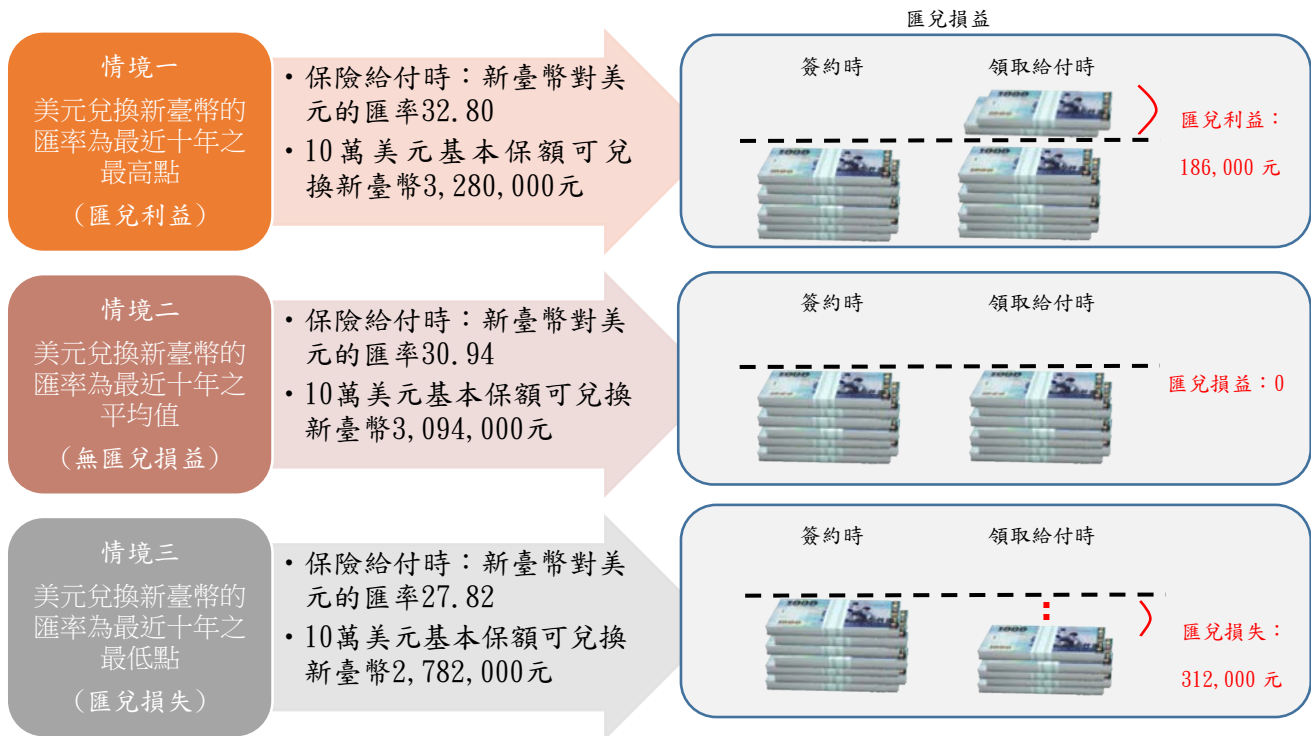 匯兌損益
情境一
美元兌換新臺幣的
匯率為最近十年之
最高點
(匯兌利益)
・保險給付時：新臺幣對美
元的匯率32.80
・10萬美元基本保額可兌
換新臺幣3,280,000元
簽約時
領取給付時
匯兌利益：
186,000 元
情境二
美元兌換新臺幣的
匯率為最近十年之
平均值
(無匯兌損益)
・保險給付時：新臺幣對美
元的匯率30.94
・10萬美元基本保額可兌換
新臺幣3,094,000元
簽約時
領取給付時
匯兌損益：0
情境三
美元兌換新臺幣的
匯率為最近十年之
最低點
(匯兌損失)
・保險給付時：新臺幣對美
元的匯率27.82
・10萬美元基本保額可兌換
新臺幣2,782,000元
簽約時
領取給付時
匯兌損失：
312,000 元